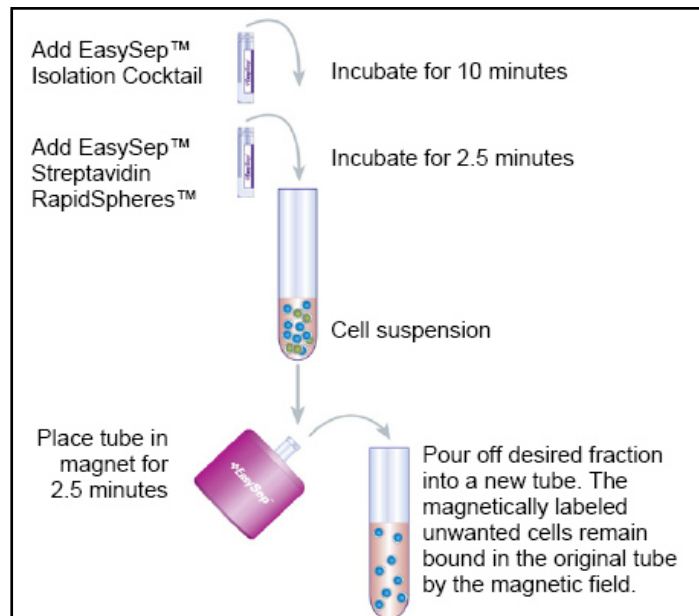 Add EasySep™
Isolation Cocktail
Incubate for 10 minutes
Add EasySep™
Streptavidin
RapidSpheres™
Incubate for 2.5 minutes
Cell suspension
Place tube in
magnet for
2.5 minutes
EasySep™
Pour off desired fraction
into a new tube. The
magnetically labeled
unwanted cells remain
bound in the original tube
by the magnetic field.